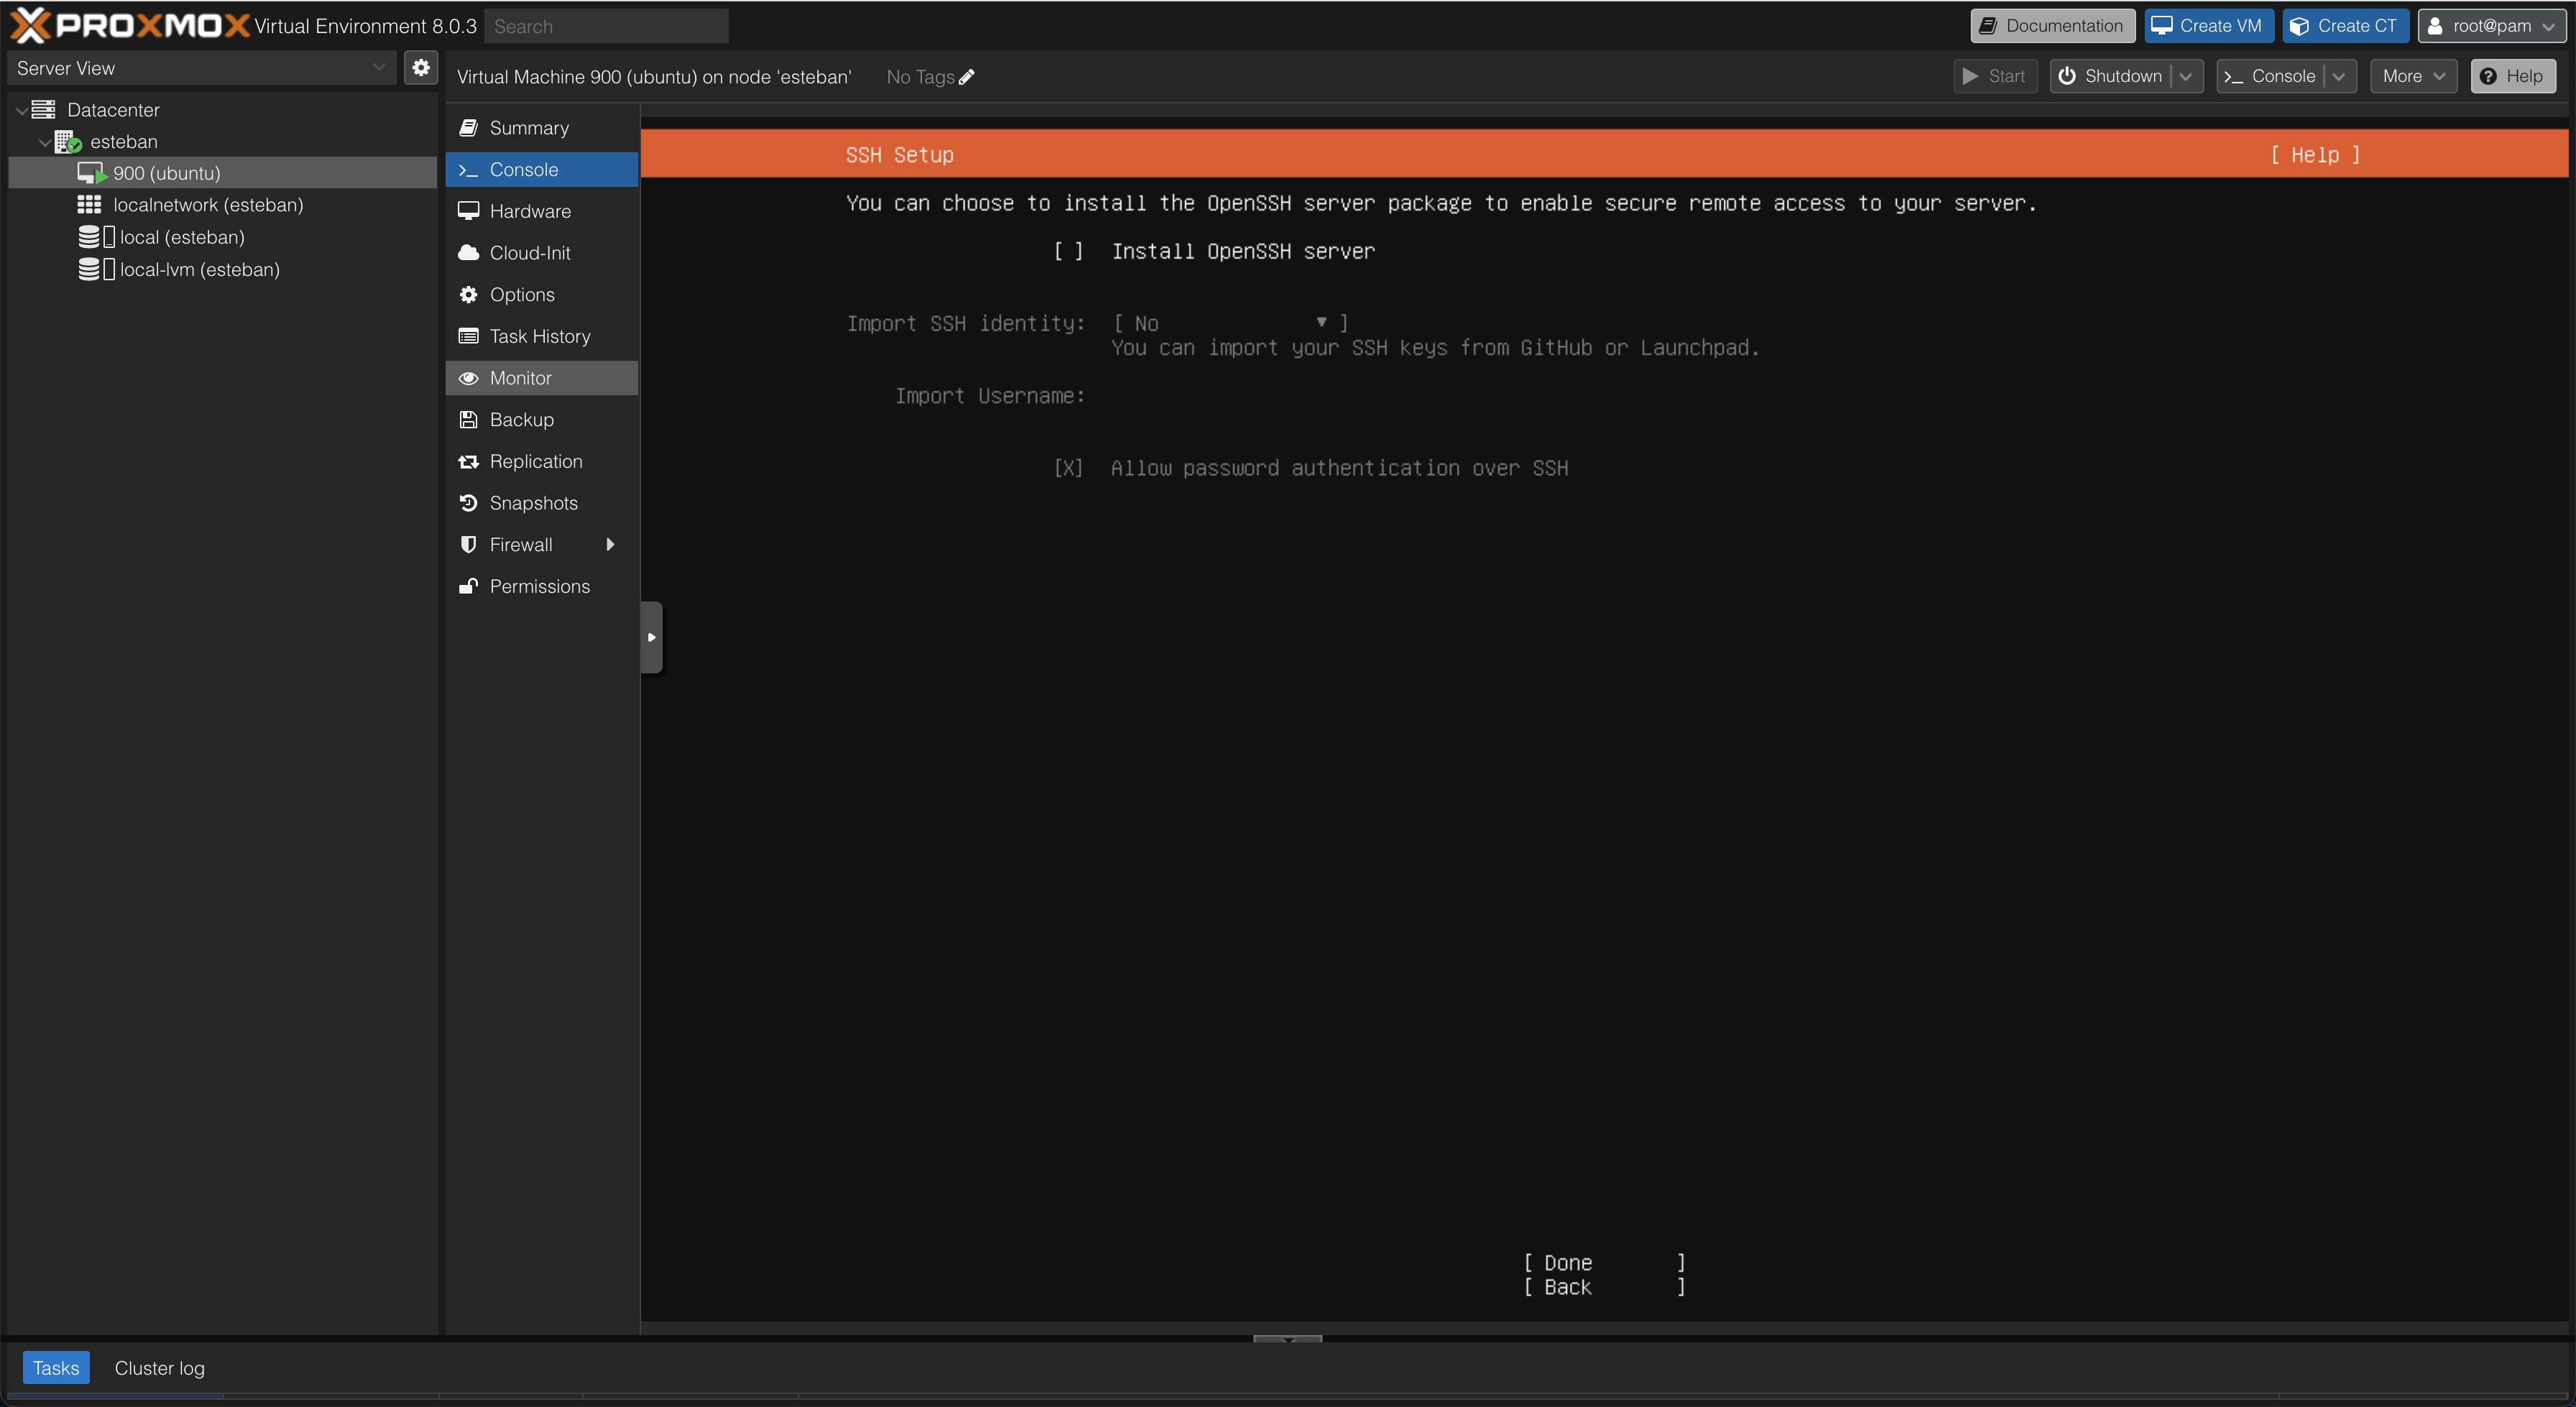 PROXMOX Virtual Environment 8.0.3 Search Documentation Create VM Create CT root@pam
Server View
Virtual Machine 900 (ubuntu) on node 'esteban' No Tags Start Shutdown Console More Help
Datacenter
esteban
900 (ubuntu)
localnetwork (esteban)
local (esteban)
local-lvm (esteban)
Summary
Console
Hardware
Cloud-Init
Options
Task History
Monitor
Backup
Replication
Snapshots
Firewall
Permissions
SSH Setup [ Help ]
You can choose to install the OpenSSH server package to enable secure remote access to your server.
[ ] Install OpenSSH server
Import SSH identity: [ No ▾ ]
You can import your SSH keys from GitHub or Launchpad.
Import Username:
[X] Allow password authentication over SSH
[ Done ]
[ Back ]
Tasks Cluster log